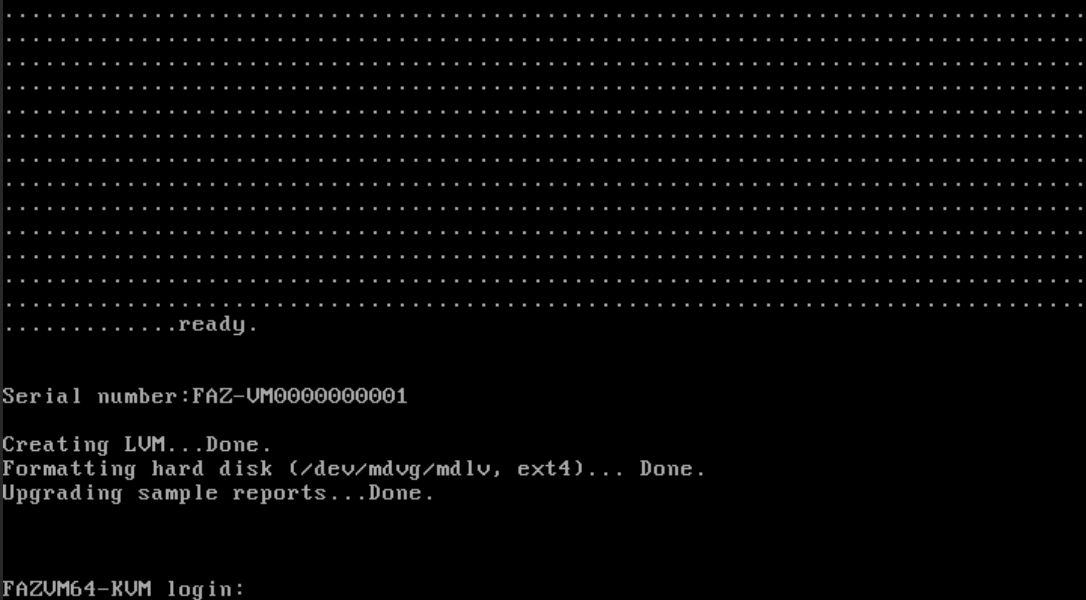 ................................................................................
................................................................................
................................................................................
................................................................................
................................................................................
................................................................................
................................................................................
................................................................................
................................................................................
................................................................................
................................................................................
................................................................................
................................................................................
.............ready.
Serial number:FAZ-VM0000000001
Creating LVM...Done.
Formatting hard disk (/dev/mdvg/mdlv, ext4)... Done.
Upgrading sample reports...Done.
FAZVM64-KVM login: